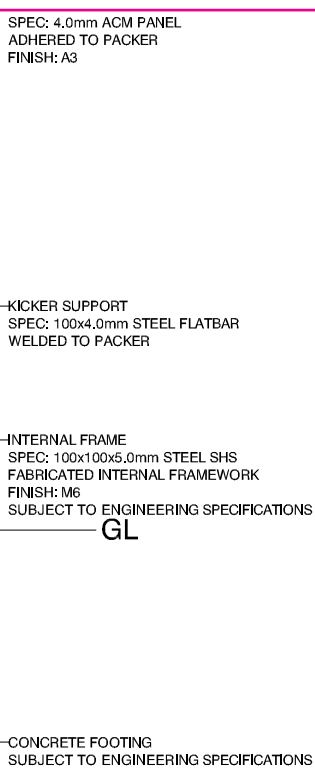 SPEC: 4.0mm ACM PANEL
ADHERED TO PACKER
FINISH: A3
KICKER SUPPORT
SPEC: 100x4.0mm STEEL FLATBAR
WELDED TO PACKER
INTERNAL FRAME
SPEC: 100x100x5.0mm STEEL SHS
FABRICATED INTERNAL FRAMEWORK
FINISH: M6
SUBJECT TO ENGINEERING SPECIFICATIONS
GL
CONCRETE FOOTING
SUBJECT TO ENGINEERING SPECIFICATIONS